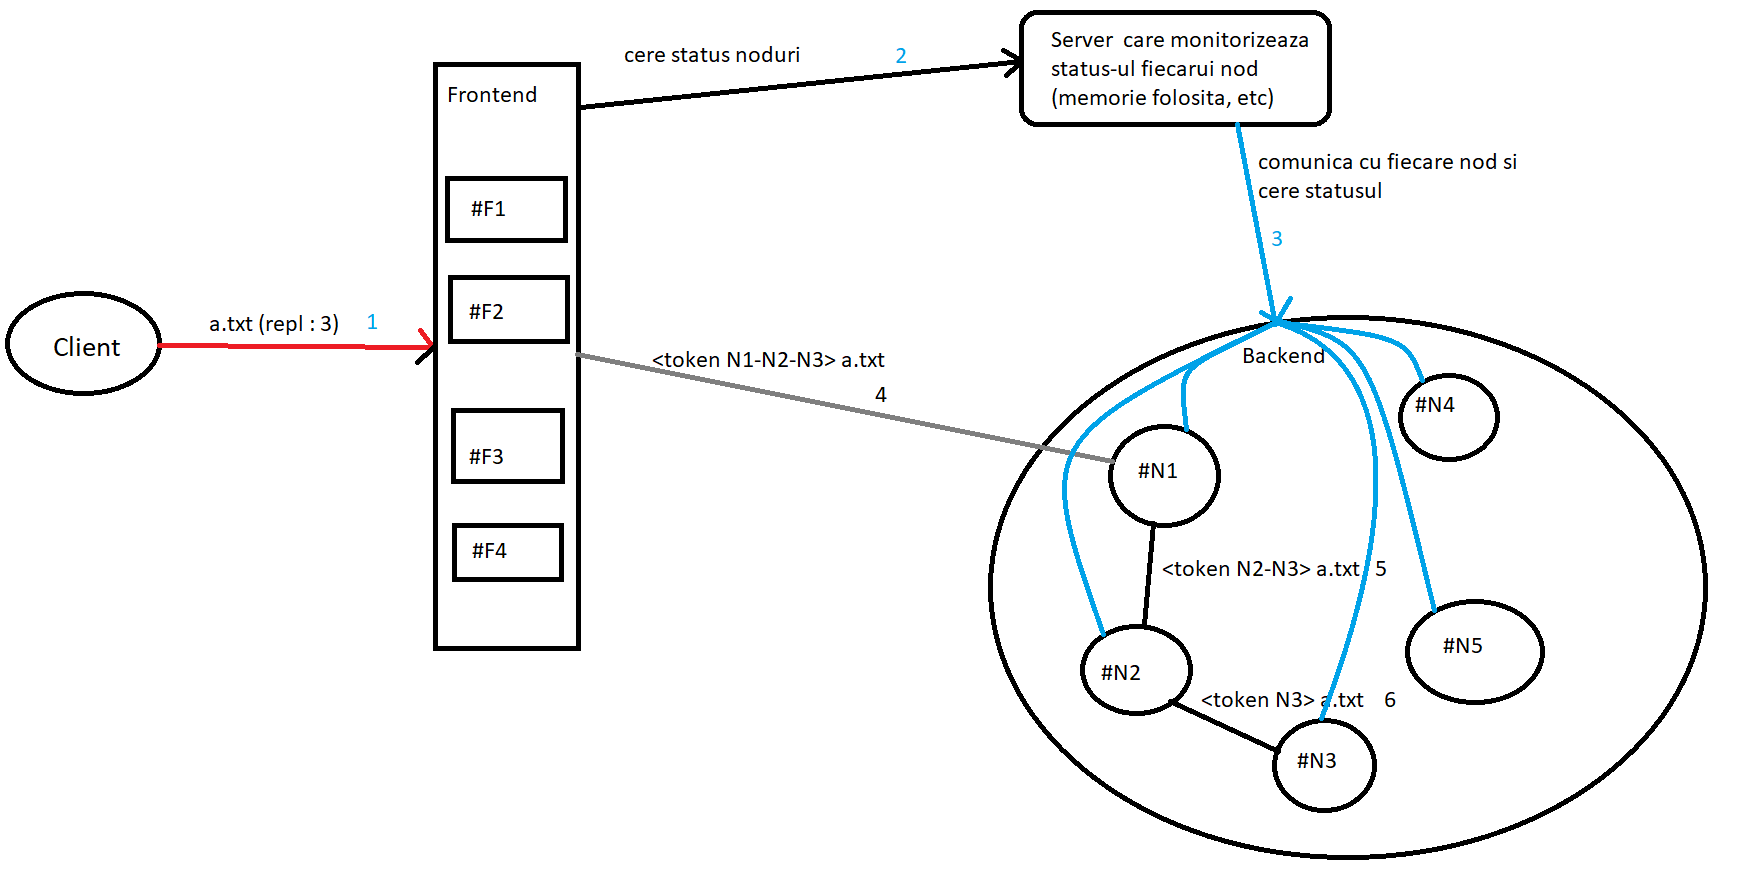 cere status noduri 2
Server care monitorizeaza
status-ul fiecarui nod
(memorie folosita, etc)
Frontend
comunica cu fiecare nod si
cere statusul
3
#F1
#F2
a.txt (repl : 3) 1
Client
<token N1-N2-N3> a.txt
4
Backend
#N4
#F3
#N1
#F4
<token N2-N3> a.txt 5
#N5
#N2
<token N3> a.txt 6
#N3